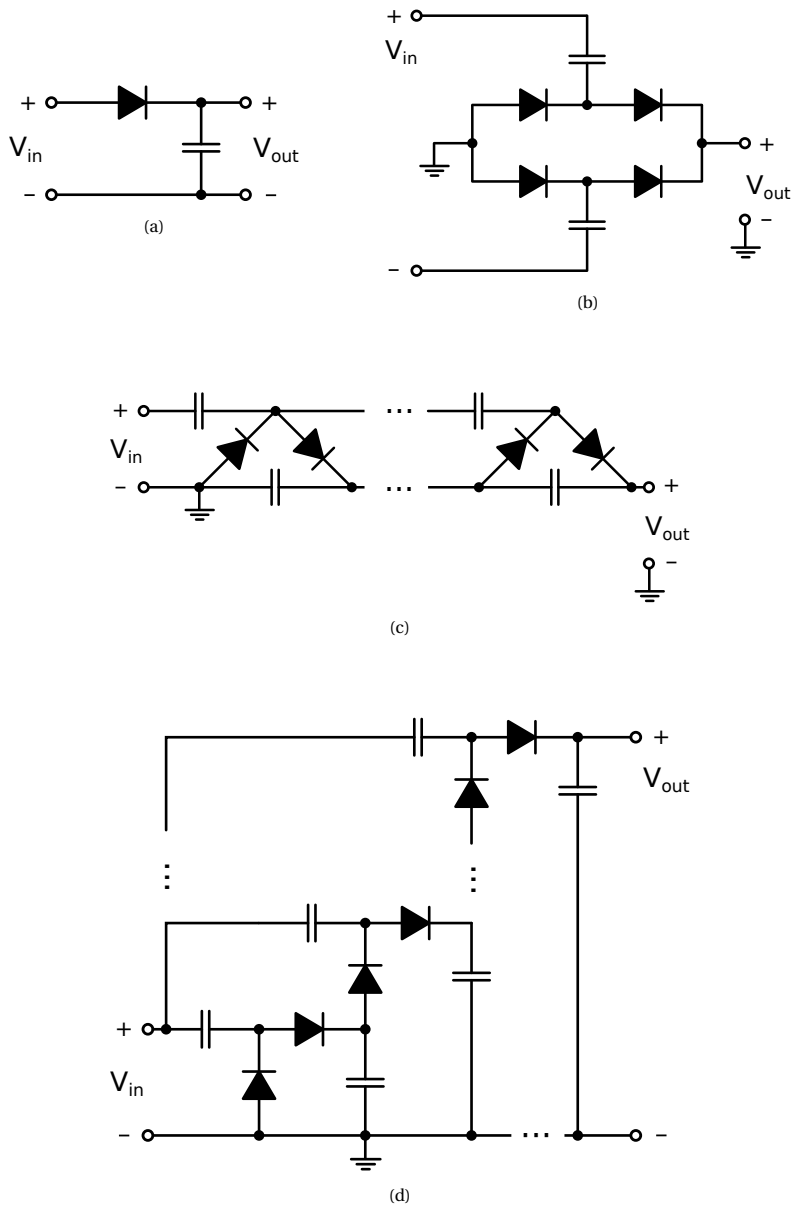 + +
V_in V_out
– –
(a)
+
V_in
+
V_out
–
–
(b)
+ ...
V_in
– ... +
V_out
–
(c)
+
V_out
⋮ ⋮
+
V_in
– ... –
(d)